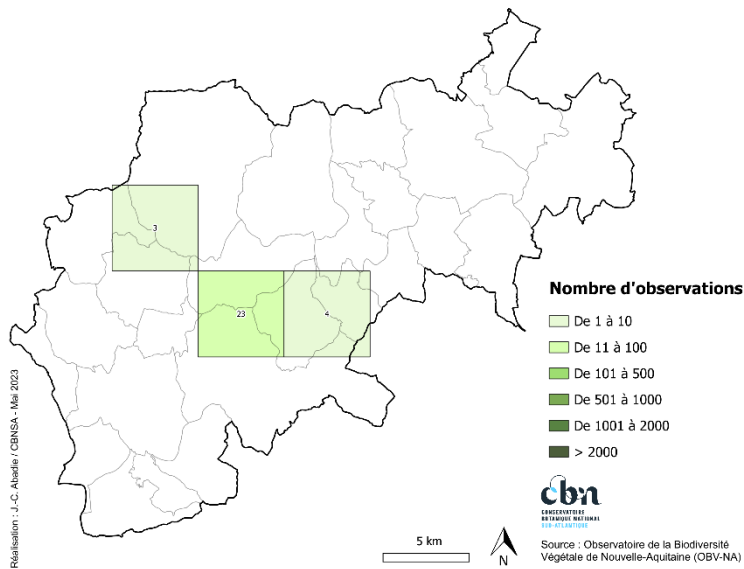 3
23
4
Nombre d'observations
De 1 à 10
De 11 à 100
De 101 à 500
De 501 à 1000
De 1001 à 2000
> 2000
cbn
CONSERVATOIRE
BOTANIQUE NATIONAL
SUD-ATLANTIQUE
5 km
N
Source : Observatoire de la Biodiversité
Végétale de Nouvelle-Aquitaine (OBV-NA)
Réalisation : J.-C. Abadie / CBNSA - Mai 2023